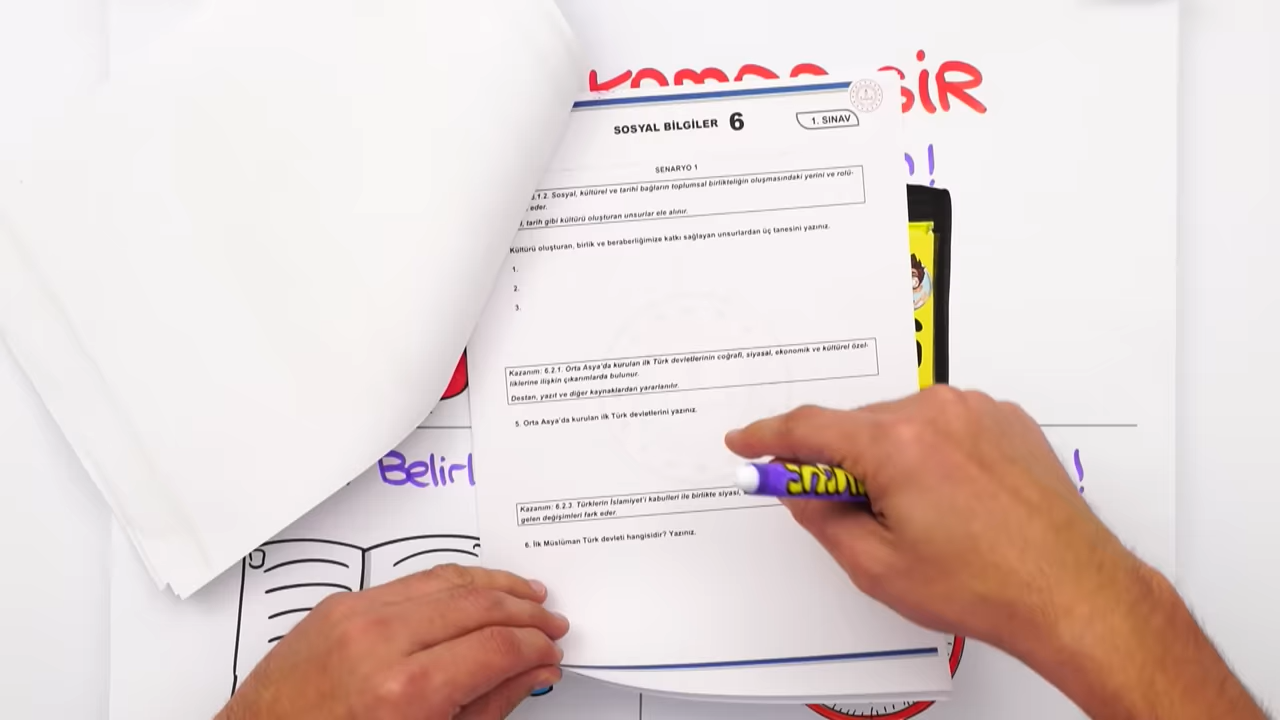 BİR
SOSYAL BİLGİLER 6
1. SINAV
SENARYO 1
.1.2. Sosyal, kültürel ve tarihî bağların toplumsal birlikteliğin oluşmasındaki yerini ve rolü-
eder.
tarih gibi kültürü oluşturan unsurlar ele alınır.
Kültürü oluşturan, birlik ve beraberliğimize katkı sağlayan unsurlardan üç tanesini yazınız.
1.
2.
3.
Kazanım: 6.2.1. Orta Asya'da kurulan ilk Türk devletlerinin coğrafi, siyasal, ekonomik ve kültürel özel-
liklerine ilişkin çıkarımlarda bulunur.
Destan, yazıt ve diğer kaynaklardan yararlanılır.
5. Orta Asya'da kurulan ilk Türk devletlerini yazınız.
Belirl
Kazanım: 6.2.3. Türklerin İslamiyet'i kabulleri ile birlikte siyasi,
gelen değişimleri fark eder.
6. İlk Müslüman Türk devleti hangisidir? Yazınız.